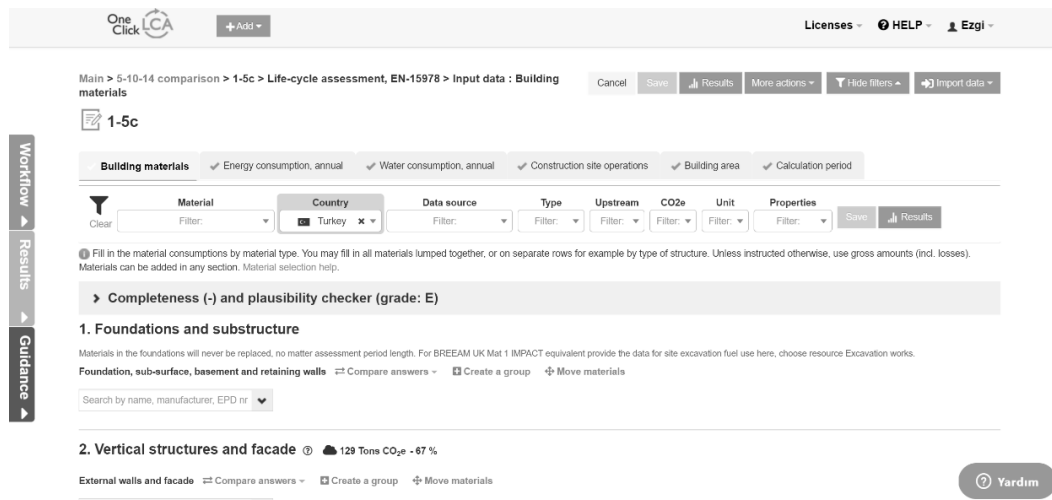 One Click LCA
+Add
Licenses
HELP
Ezgi
Main > 5-10-14 comparison > 1-5c > Life-cycle assessment, EN-15978 > Input data : Building
materials
Cancel
Save
Results
More actions
Hide filters
Import data
1-5c
Workflow
Results
Guidance
Building materials
Energy consumption, annual
Water consumption, annual
Construction site operations
Building area
Calculation period
Clear
Material
Country
Data source
Type
Upstream
CO2e
Unit
Properties
Filter:
Turkey
Filter:
Filter:
Filter:
Filter:
Filter:
Filter:
Save
Results
Fill in the material consumptions by material type. You may fill in all materials lumped together, or on separate rows for example by type of structure. Unless instructed otherwise, use gross amounts (incl. losses).
Materials can be added in any section. Material selection help.
Completeness (-) and plausibility checker (grade: E)
1. Foundations and substructure
Materials in the foundations will never be replaced, no matter assessment period length. For BREEAM UK Mat 1 IMPACT equivalent provide the data for site excavation fuel use here, choose resource Excavation works.
Foundation, sub-surface, basement and retaining walls
Compare answers
Create a group
Move materials
Search by name, manufacturer, EPD nr
2. Vertical structures and facade
129 Tons CO₂e - 67 %
External walls and facade
Compare answers
Create a group
Move materials
Yardım